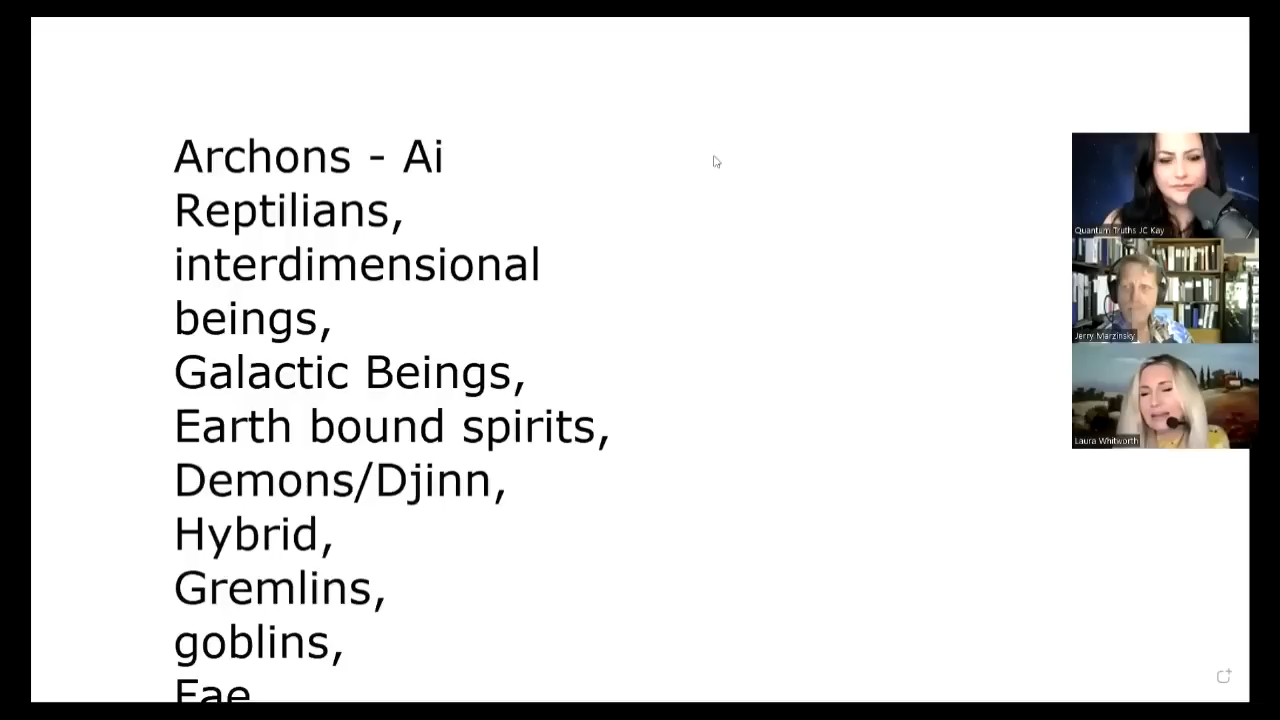 Archons - Ai
Reptilians,
interdimensional
beings,
Galactic Beings,
Earth bound spirits,
Demons/Djinn,
Hybrid,
Gremlins,
goblins,
Fae
Quantum Truths JC Kay
Jerry Marzinsky
Laura Whitworth